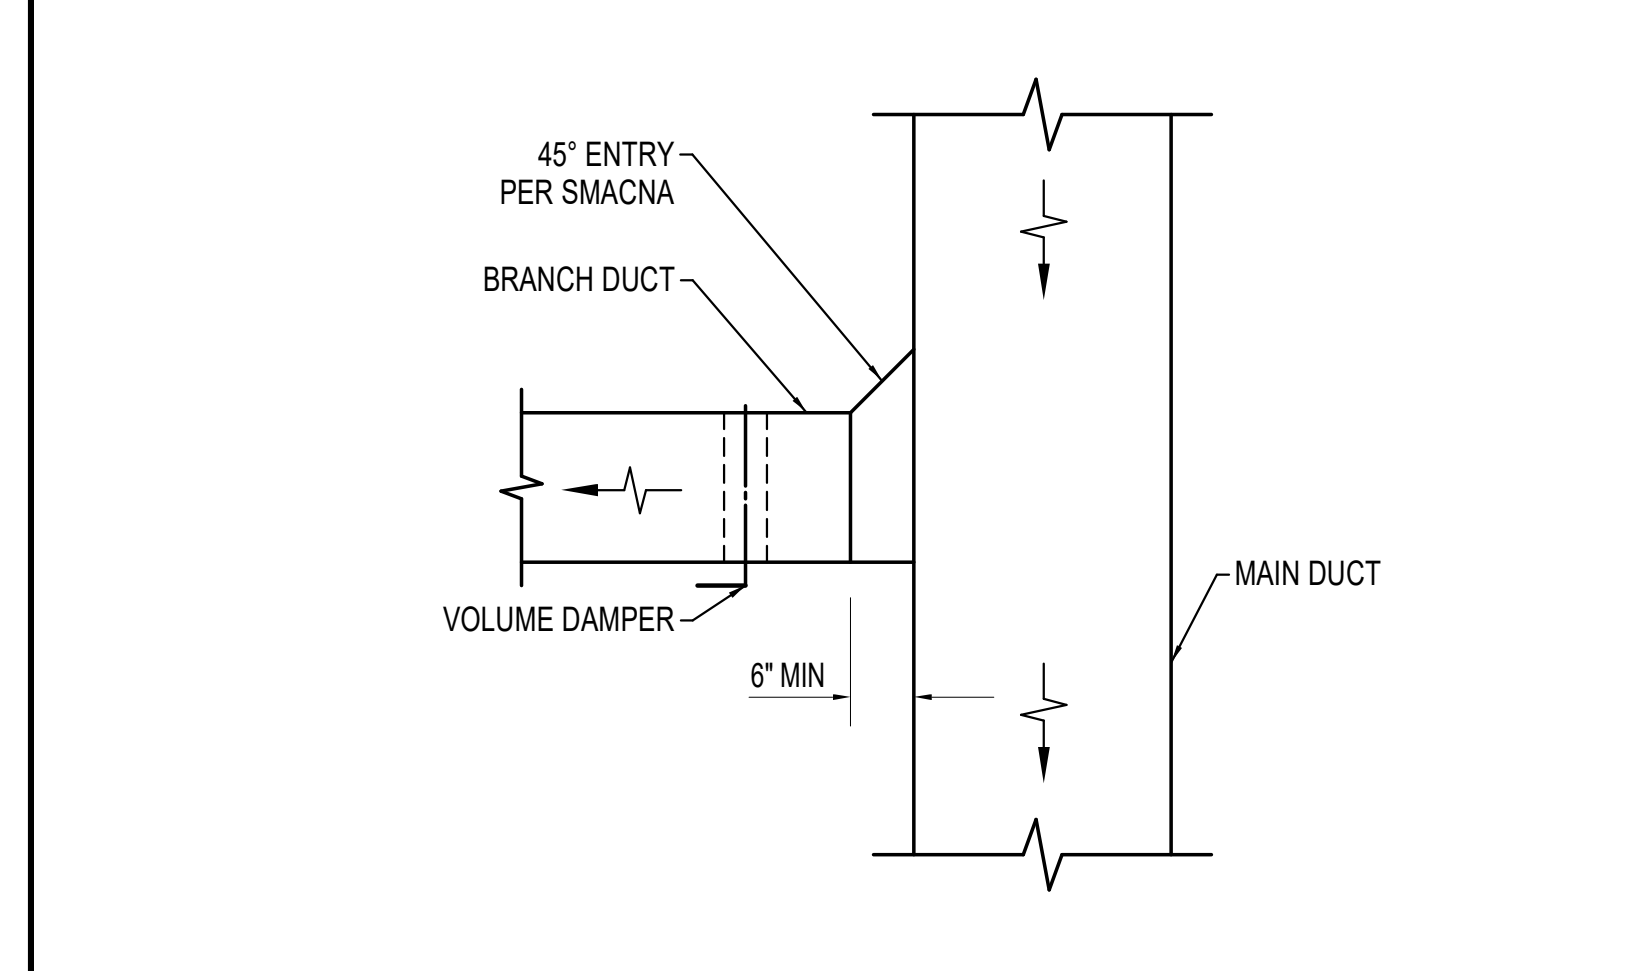 45° ENTRY
PER SMACNA
BRANCH DUCT
VOLUME DAMPER
6" MIN
MAIN DUCT